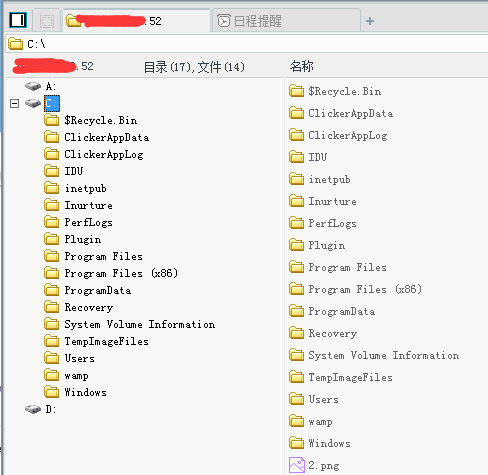 .52
日程提醒
+
C:\
.52
目录(17),文件(14)
名称
A:
C:
$Recycle.Bin
ClickerAppData
ClickerAppLog
IDU
inetpub
Inurture
PerfLogs
Plugin
Program Files
Program Files (x86)
ProgramData
Recovery
System Volume Information
TempImageFiles
Users
wamp
Windows
D:
$Recycle.Bin
ClickerAppData
ClickerAppLog
IDU
inetpub
Inurture
PerfLogs
Plugin
Program Files
Program Files (x86)
ProgramData
Recovery
System Volume Information
TempImageFiles
Users
wamp
Windows
2.png